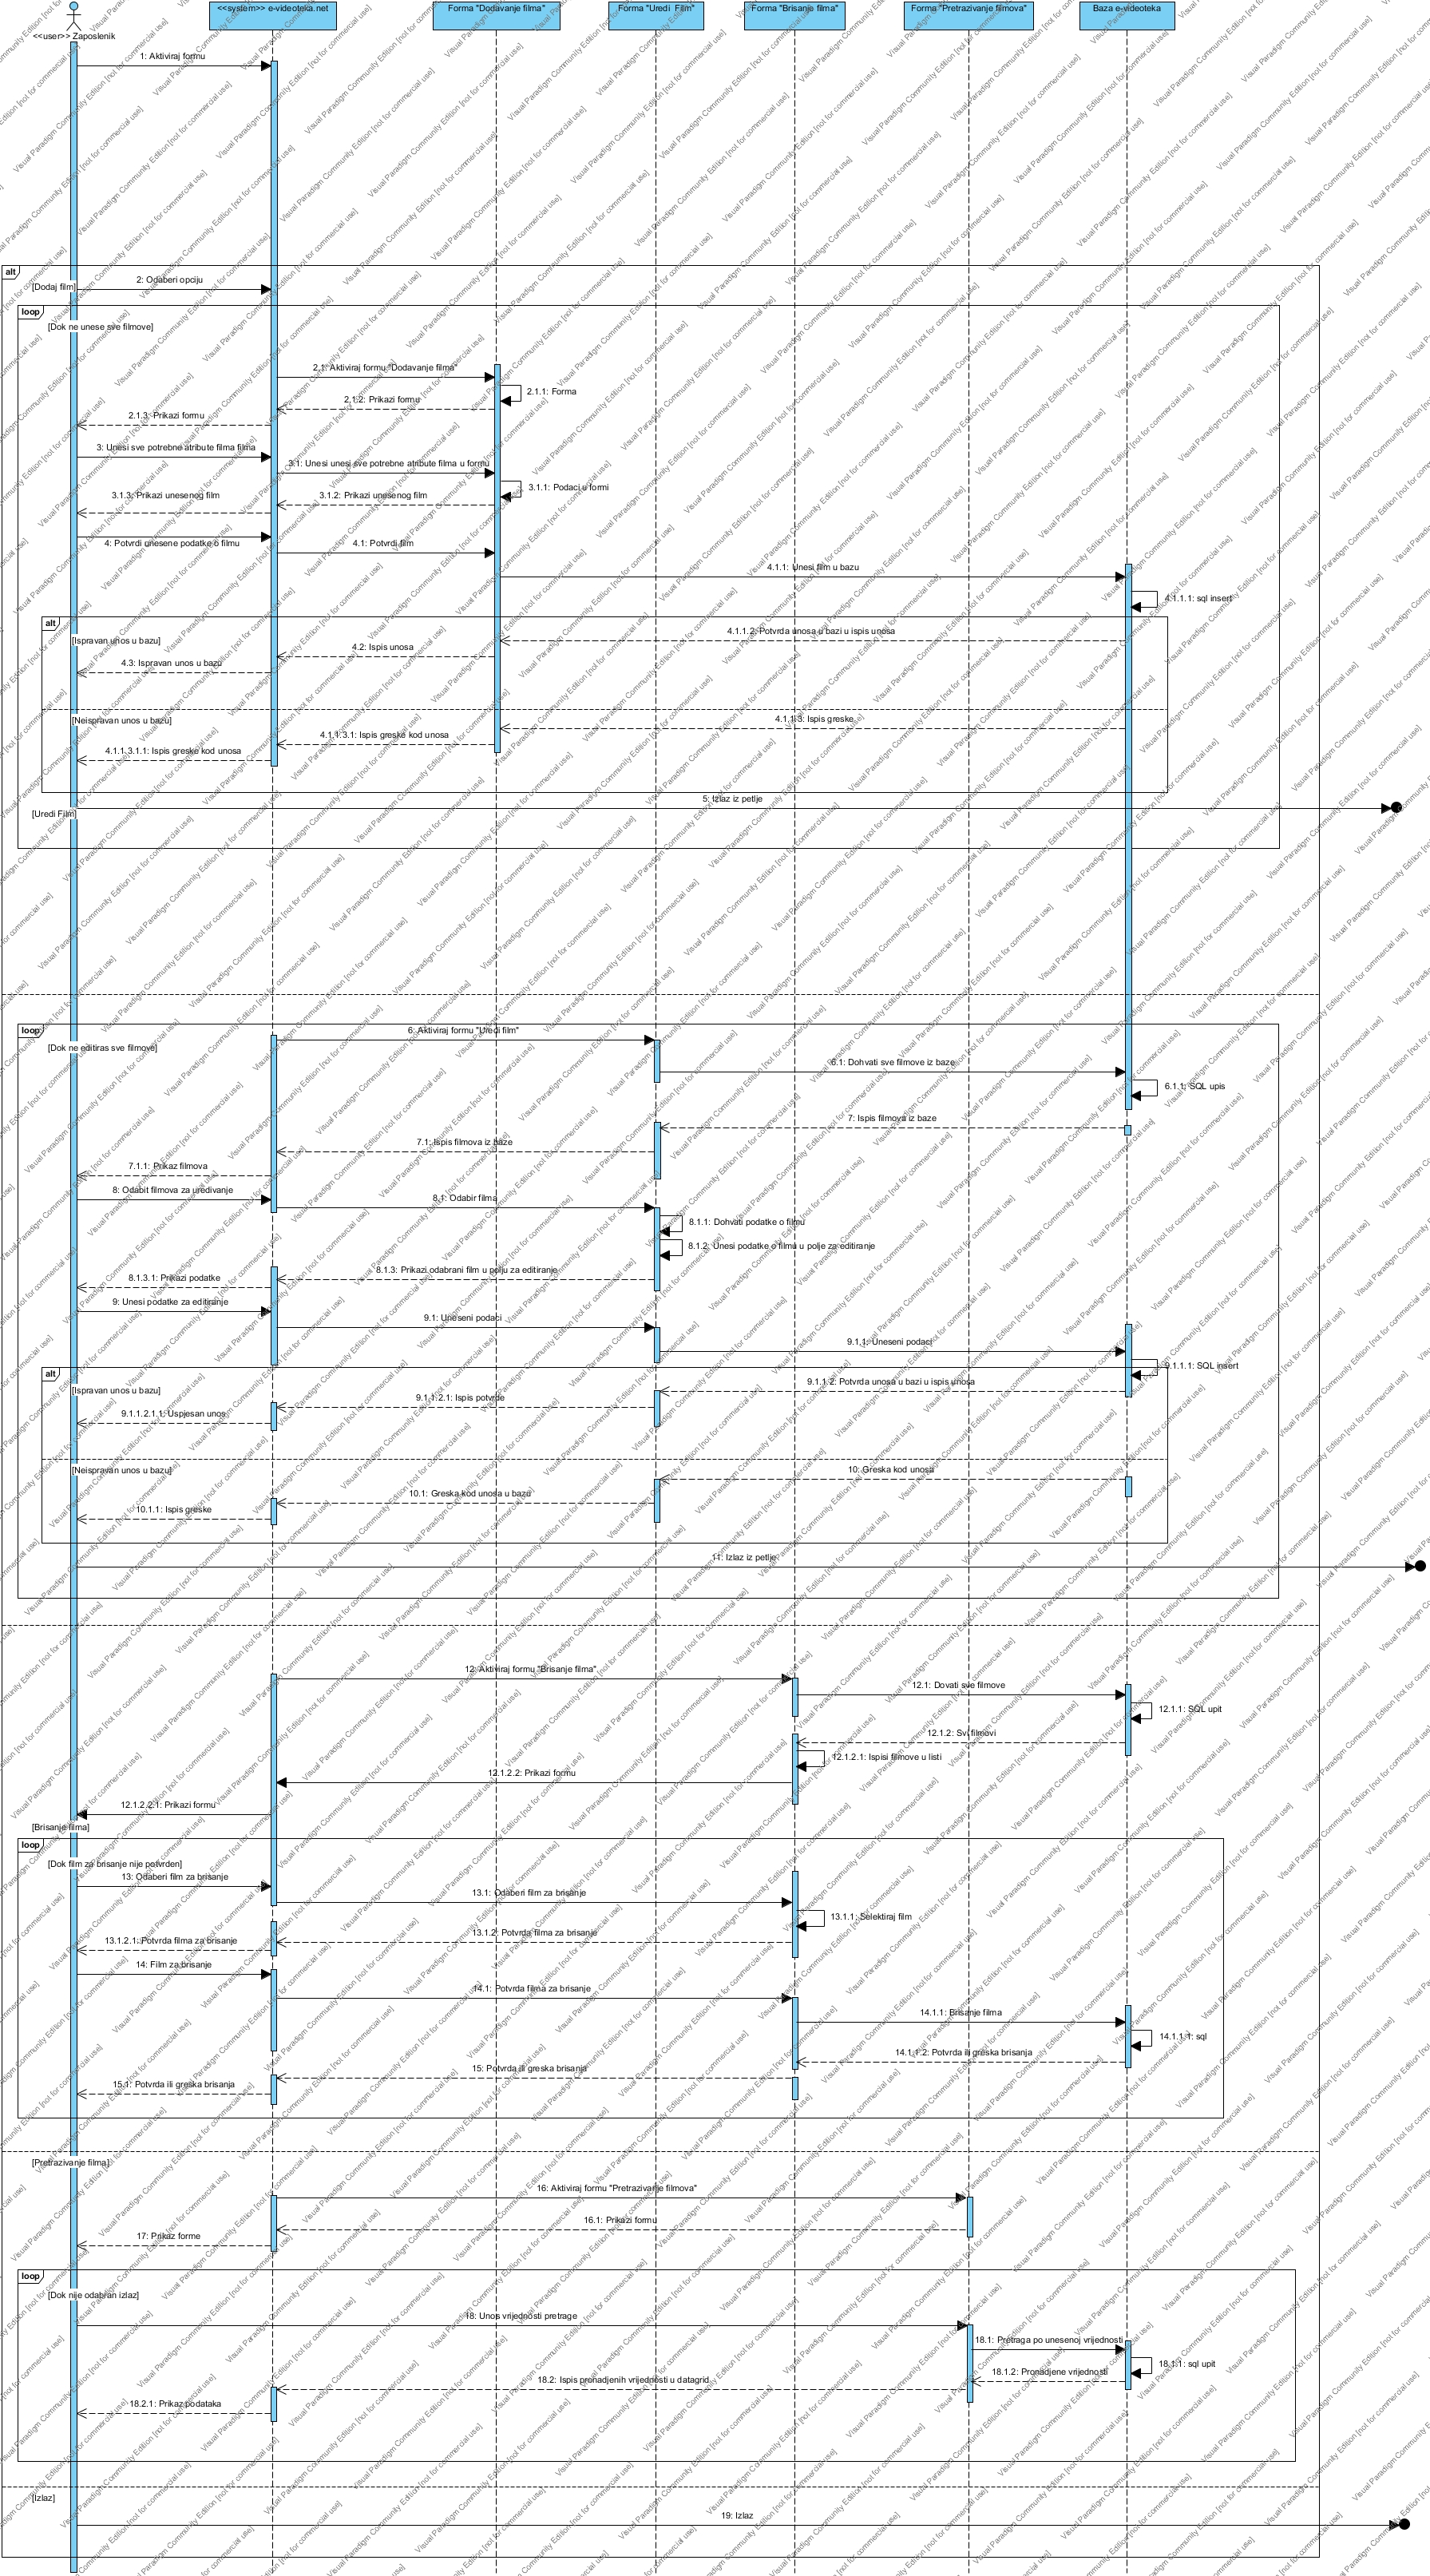 <<system>> e-videoteka.net
Forma "Dodavanje filma"
Forma "Uredi Film"
Forma "Brisanje filma"
Forma "Pretrazivanje filmova"
Baza e-videoteka
<<user>> Zaposlenik
1: Aktiviraj formu
alt
2: Odaberi opciju
[Dodaj film]
loop
[Dok ne unese sve filmove]
2.1: Aktiviraj formu "Dodavanje filma"
2.1.1: Forma
2.1.2: Prikazi formu
2.1.3: Prikazi formu
3: Unesi sve potrebne atribute filma filma
3.1: Unesi unesi sve potrebne atribute filma u formu
3.1.1: Podaci u formi
3.1.3: Prikazi unesenog film
3.1.2: Prikazi unesenog film
4: Potvrdi unesene podatke o filmu
4.1: Potvrdi film
4.1.1: Unesi film u bazu
4.1.1.1: sql insert
alt
[Ispravan unos u bazu]
4.1.1.2: Potvrda unosa u bazi u ispis unosa
4.2: Ispis unosa
4.3: Ispravan unos u bazu
[Neispravan unos u bazu]
4.1.1.3: Ispis greske
4.1.1.3.1: Ispis greske kod unosa
4.1.1.3.1.1: Ispis greske kod unosa
5: Izlaz iz petlje
[Uredi Film]
loop
6: Aktiviraj formu "Uredi film"
[Dok ne editiras sve filmove]
6.1: Dohvati sve filmove iz baze
6.1.1: SQL upis
7: Ispis filmova iz baze
7.1: Ispis filmova iz baze
7.1.1: Prikaz filmova
8: Odabit filmova za uredivanje
8.1: Odabir filma
8.1.1: Dohvati podatke o filmu
8.1.2: Unesi podatke o filmu u polje za editiranje
8.1.3: Prikazi odabrani film u polju za editiranje
8.1.3.1: Prikazi podatke
9: Unesi podatke za editiranje
9.1: Uneseni podaci
9.1.1: Uneseni podaci
9.1.1.1: SQL insert
alt
[Ispravan unos u bazu]
9.1.1.2: Potvrda unosa u bazi u ispis unosa
9.1.1.2.1: Ispis potvrde
9.1.1.2.1.1: Uspjesan unos
[Neispravan unos u bazu]
10: Greska kod unosa
10.1: Greska kod unosa u bazu
10.1.1: Ispis greske
11: Izlaz iz petlje
12: Aktiviraj formu "Brisanje filma"
12.1: Dovati sve filmove
12.1.1: SQL upit
12.1.2: Svi filmovi
12.1.2.1: Ispisi filmove u listi
12.1.2.2: Prikazi formu
12.1.2.2.1: Prikazi formu
[Brisanje filma]
loop
[Dok film za brisanje nije potvrden]
13: Odaberi film za brisanje
13.1: Odaberi film za brisanje
13.1.1: Selektiraj film
13.1.2: Potvrda filma za brisanje
13.1.2.1: Potvrda filma za brisanje
14: Film za brisanje
14.1: Potvrda filma za brisanje
14.1.1: Brisanje filma
14.1.1.1: sql
14.1.1.2: Potvrda ili greska brisanja
15: Potvrda ili greska brisanja
15.1: Potvrda ili greska brisanja
[Pretrazivanje filma]
16: Aktiviraj formu "Pretrazivanje filmova"
16.1: Prikazi formu
17: Prikaz forme
loop
[Dok nije odabran izlaz]
18: Unos vrijednosti pretrage
18.1: Pretraga po unesenoj vrijednosti
18.1.1: sql upit
18.1.2: Pronadjene vrijednosti
18.2: Ispis pronadjenih vrijednosti u datagrid
18.2.1: Prikaz podataka
[Izlaz]
19: Izlaz
Visual Paradigm Community Edition [not for commercial use]